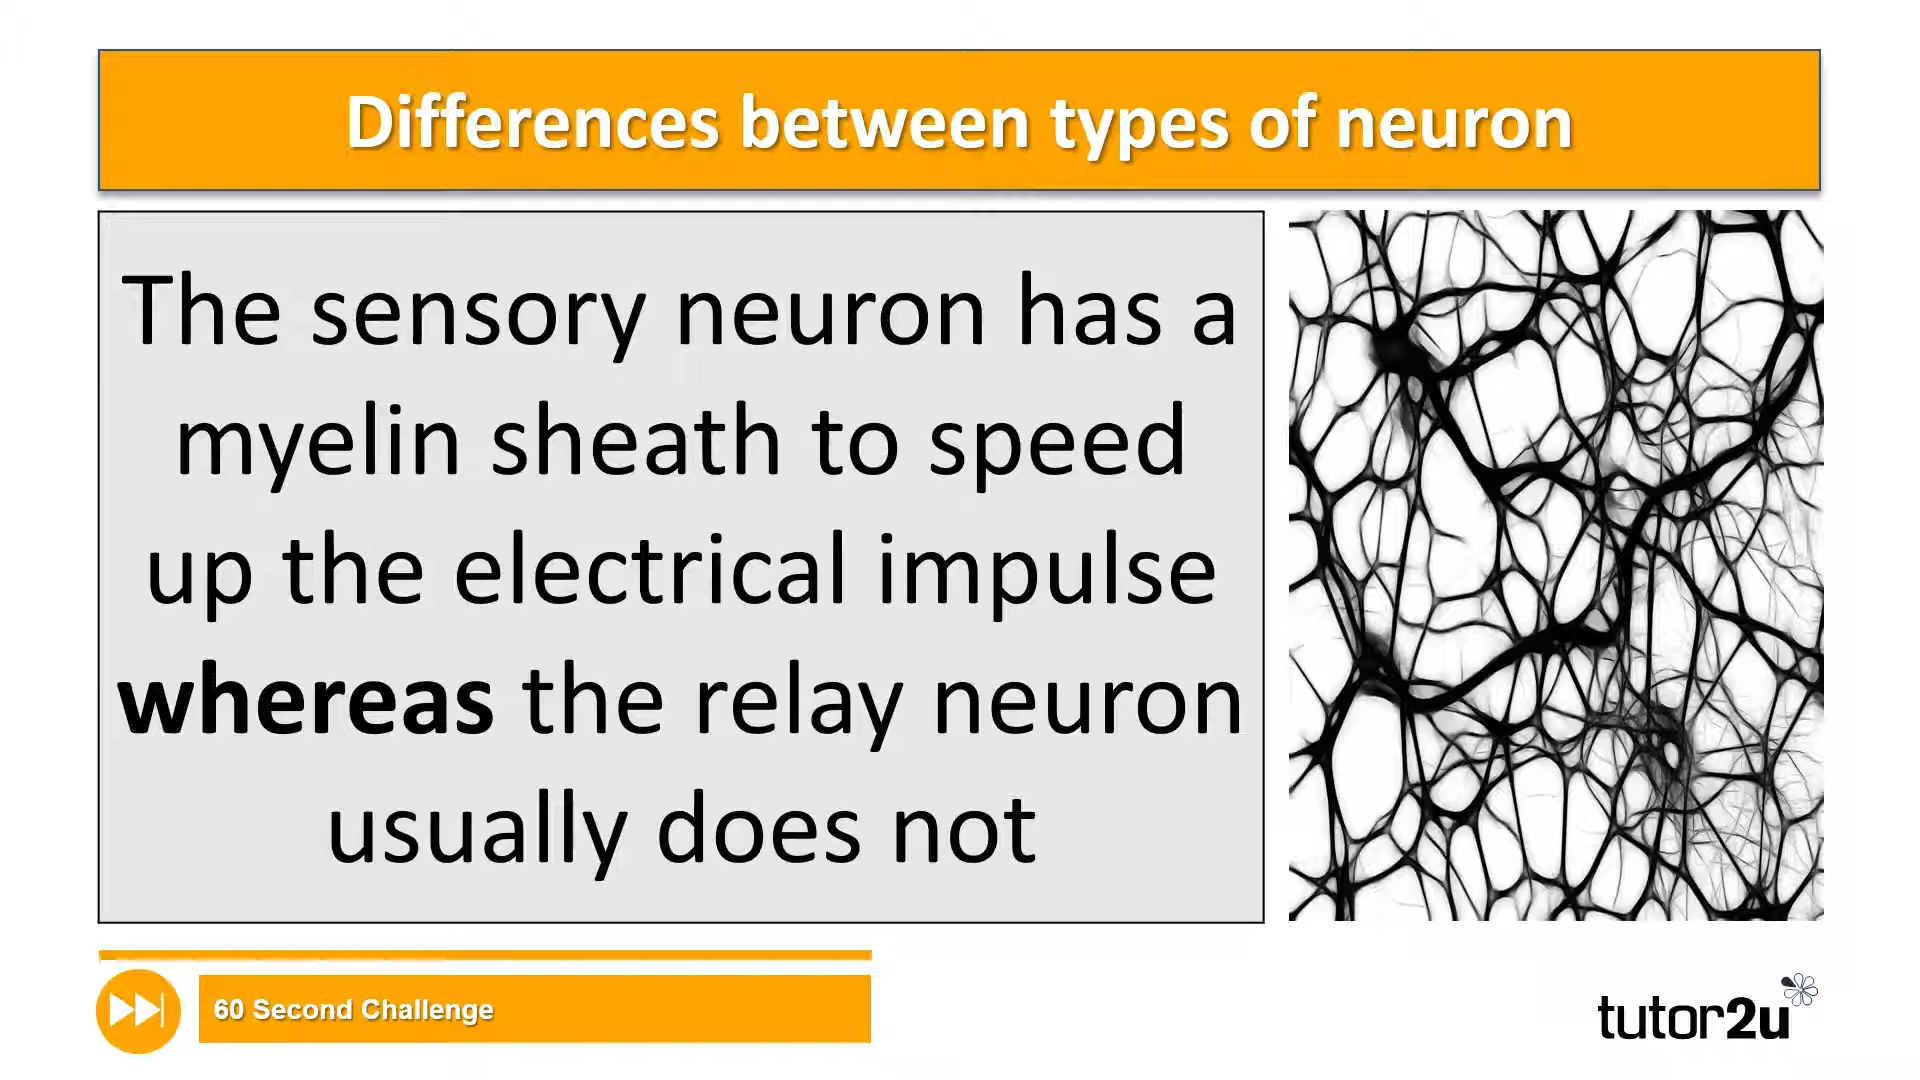 Differences between types of neuron
The sensory neuron has a
myelin sheath to speed
up the electrical impulse
whereas the relay neuron
usually does not
60 Second Challenge
tutor2u